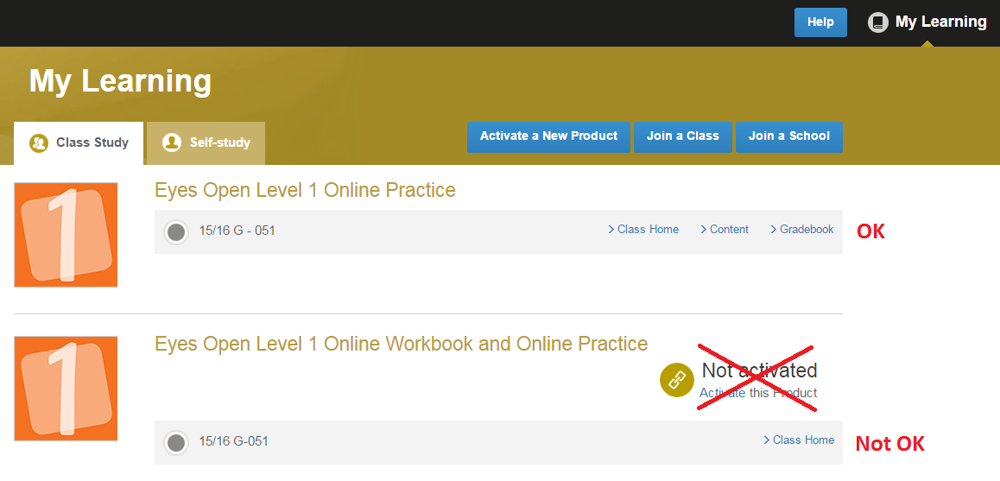 Help My Learning
My Learning
Class Study Self-study Activate a New Product Join a Class Join a School
1
Eyes Open Level 1 Online Practice
15/16 G - 051 Class Home Content Gradebook OK
1
Eyes Open Level 1 Online Workbook and Online Practice
Not activated
Activate this Product
15/16 G-051 Class Home Not OK